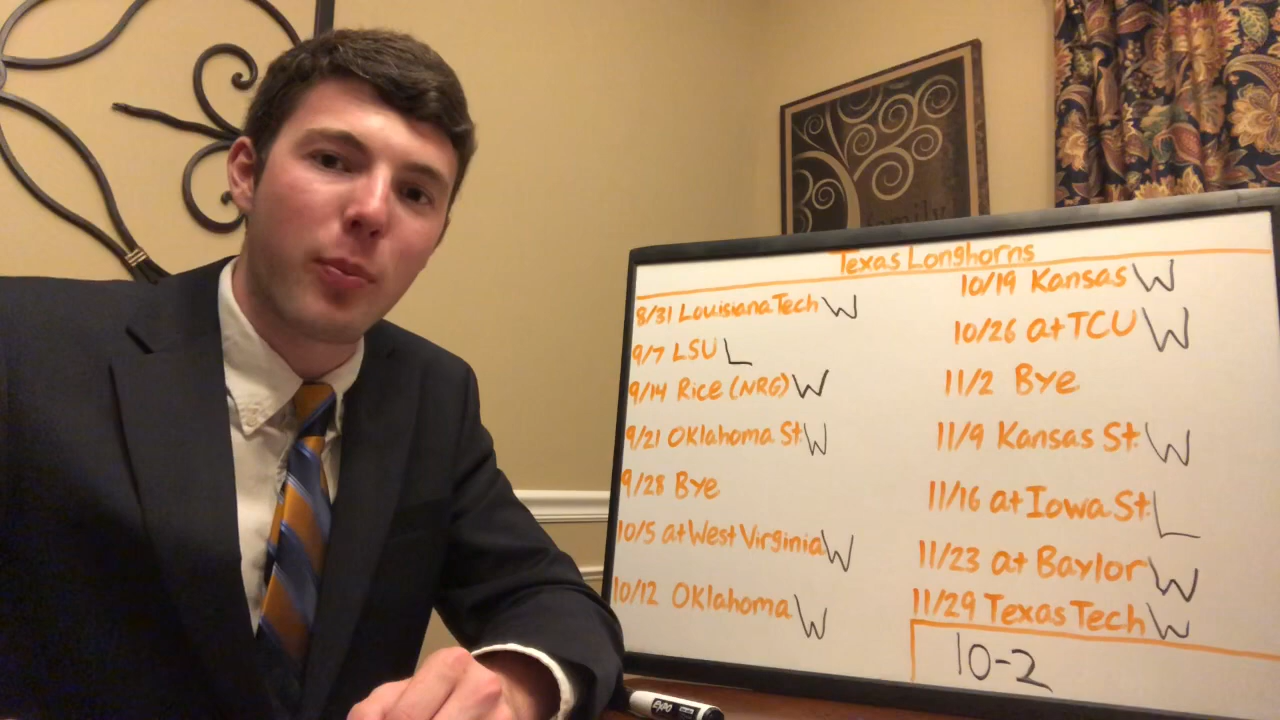 family
Texas Longhorns
8/31 Louisiana Tech W
9/7 LSU L
9/14 Rice (NRG) W
9/21 Oklahoma St. W
9/28 Bye
10/5 at West Virginia W
10/12 Oklahoma W
10/19 Kansas W
10/26 at TCU W
11/2 Bye
11/9 Kansas St. W
11/16 at Iowa St. L
11/23 at Baylor W
11/29 Texas Tech W
10-2
EXPO